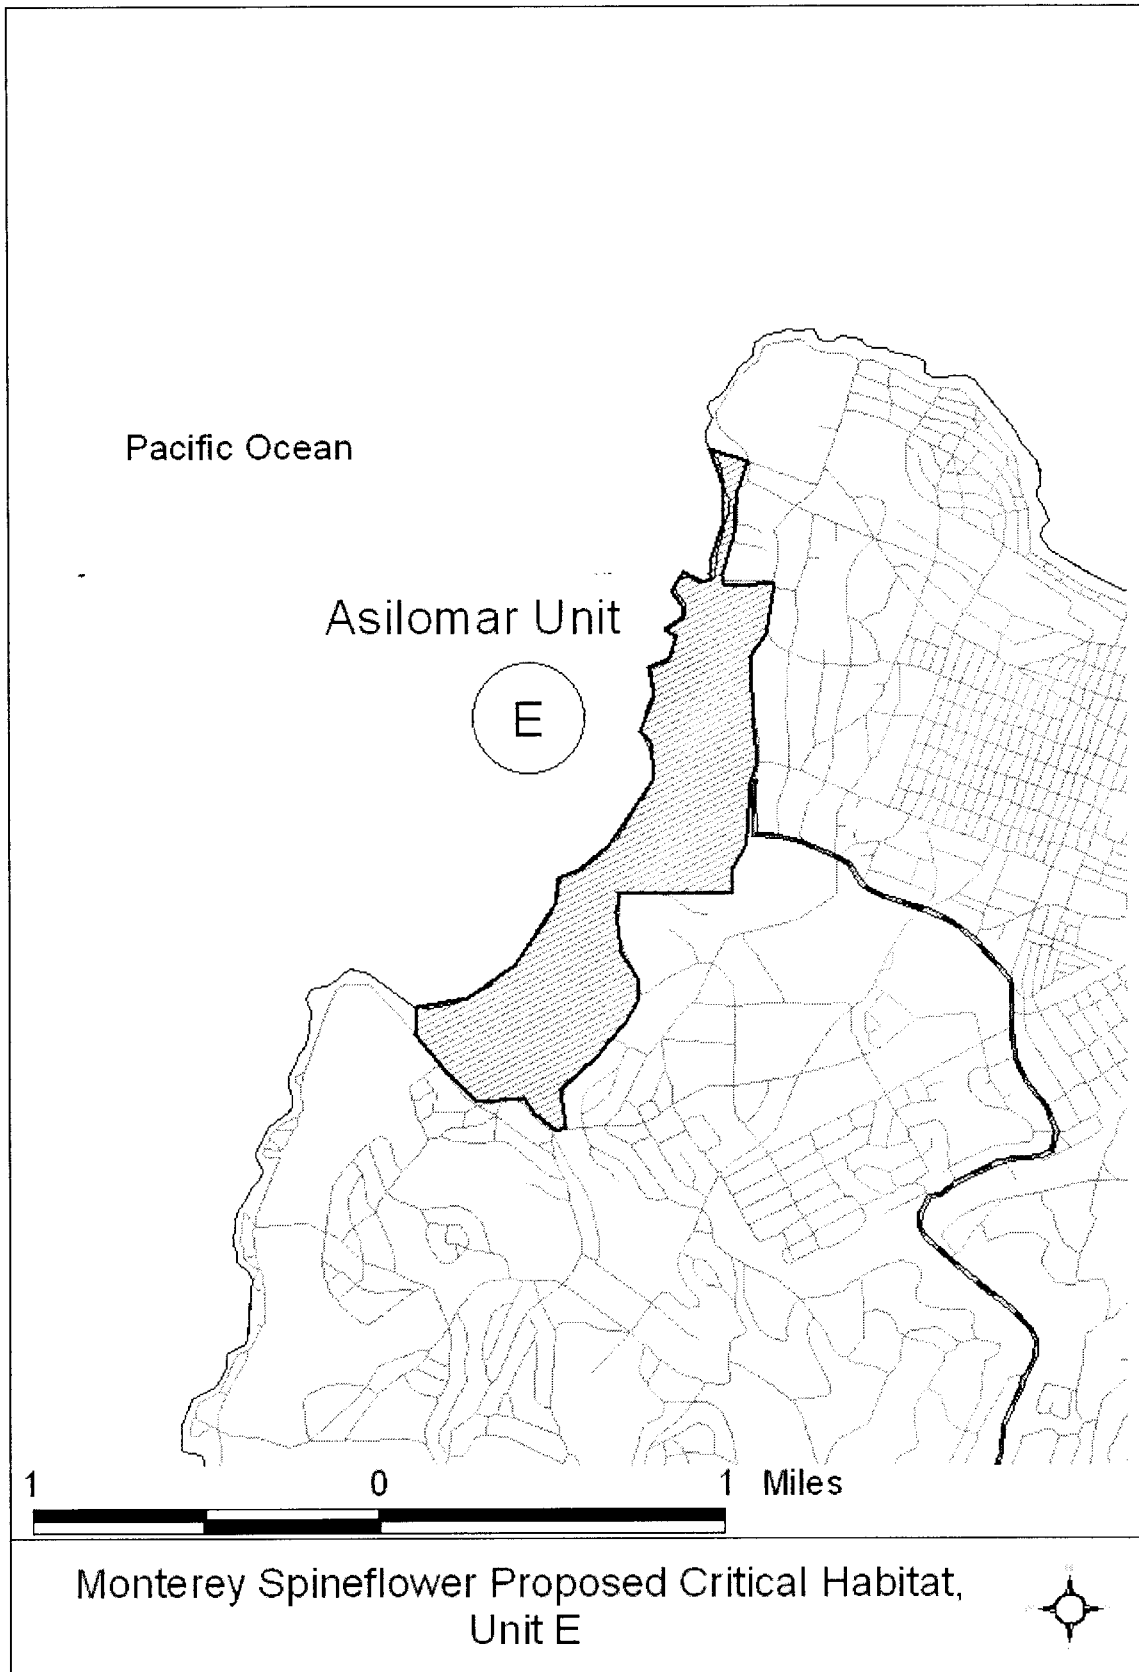 Pacific Ocean
Asilomar Unit
E
1 0 1 Miles
Monterey Spineflower Proposed Critical Habitat,
Unit E